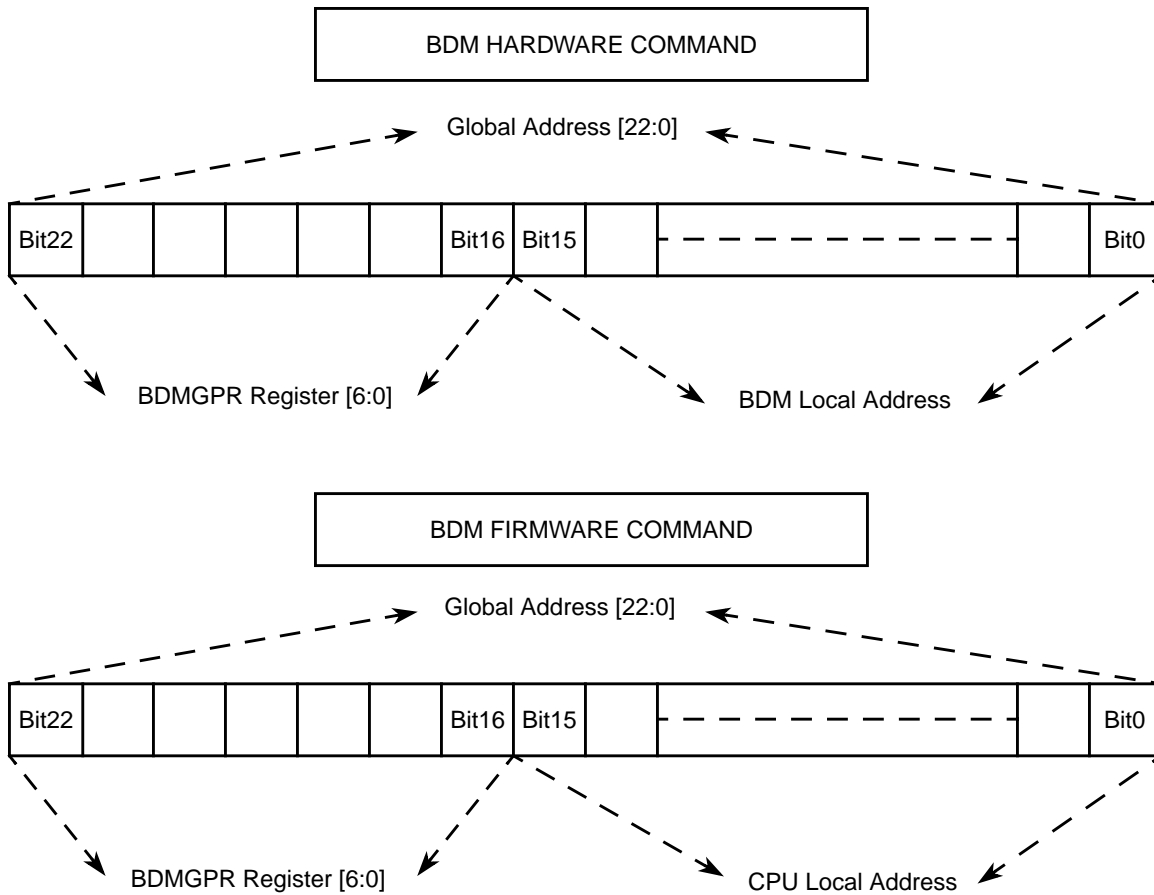 BDM HARDWARE COMMAND
Global Address [22:0]
Bit22 Bit16 Bit15 Bit0
BDMGPR Register [6:0] BDM Local Address
BDM FIRMWARE COMMAND
Global Address [22:0]
Bit22 Bit16 Bit15 Bit0
BDMGPR Register [6:0] CPU Local Address